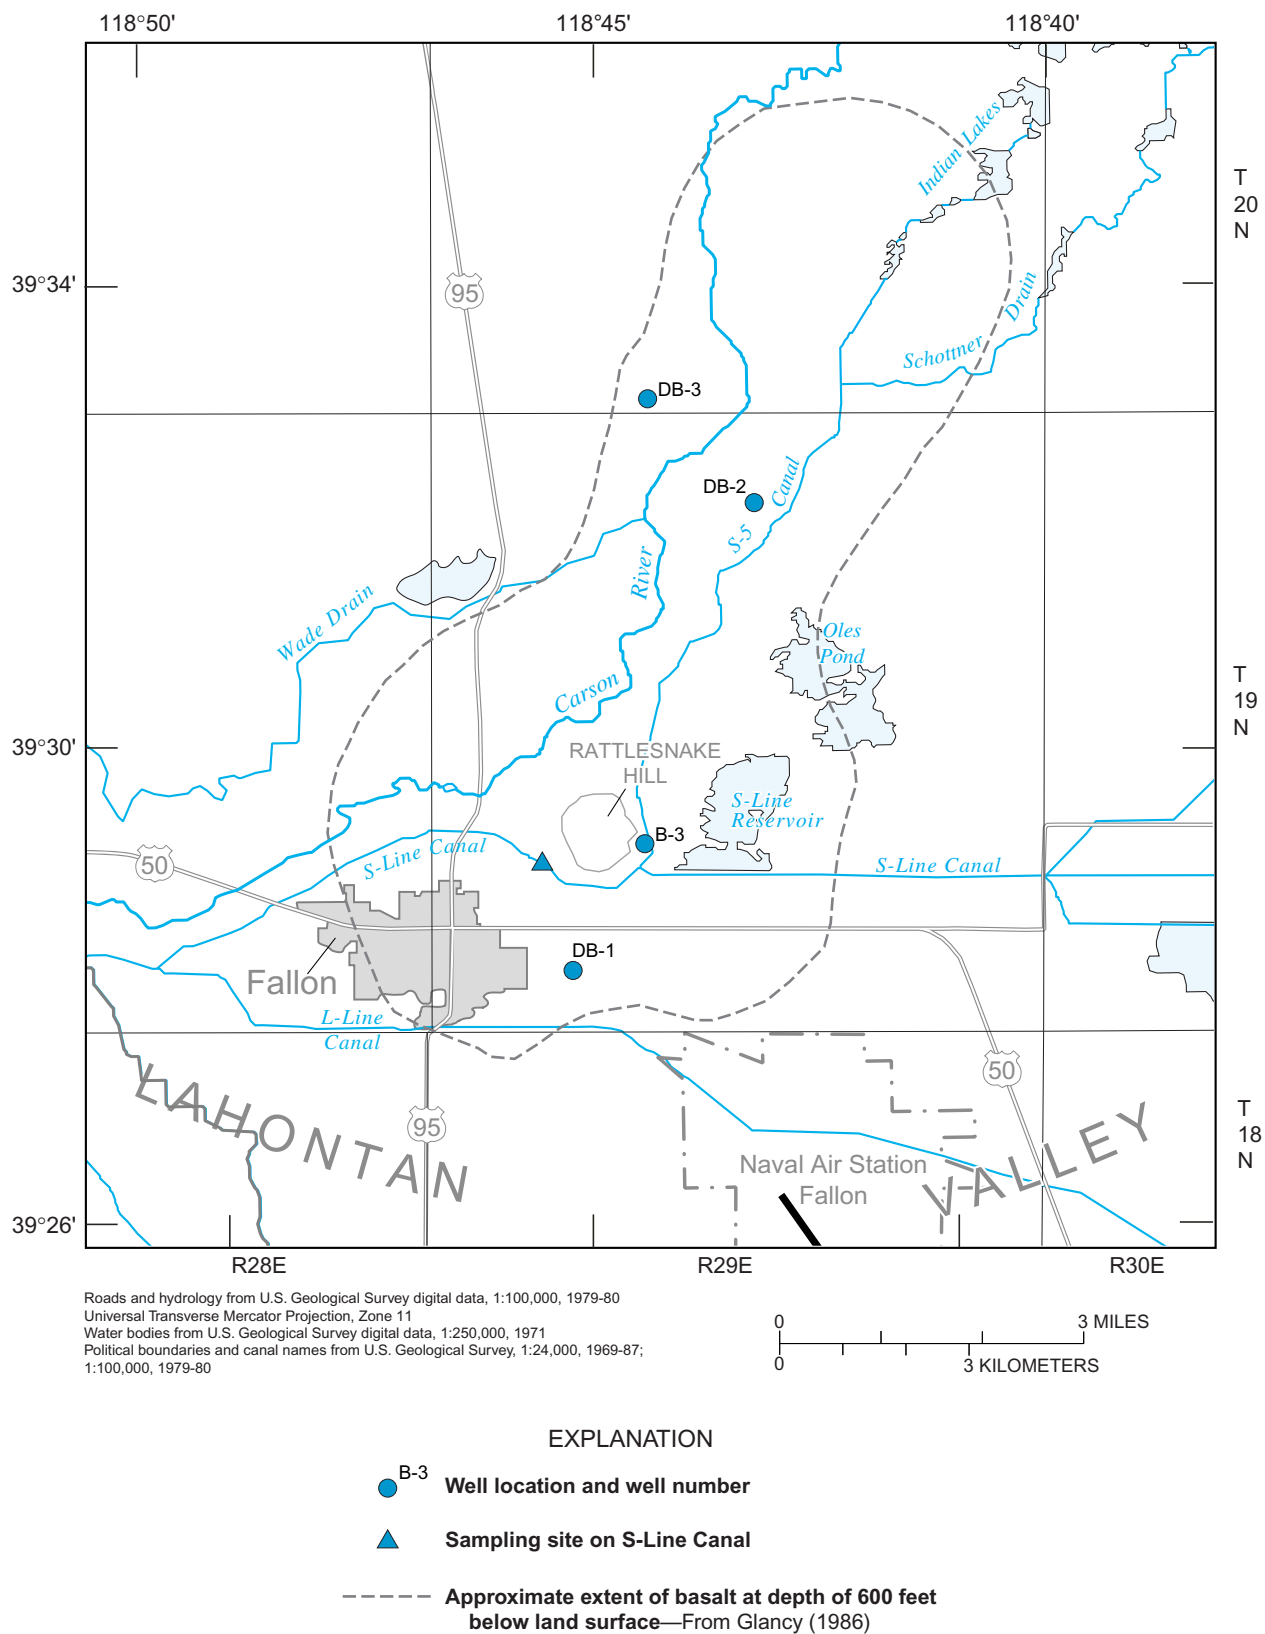 118°50'
118°45'
118°40'
Indian Lakes
T
20
N
39°34'
95
Drain
Schottner
DB-3
DB-2
Canal
S-5
River
Wade Drain
Oles
Pond
T
19
N
Carson
39°30'
RATTLESNAKE
HILL
S-Line
Reservoir
B-3
S-Line Canal
50
S-Line Canal
DB-1
Fallon
L-Line
Canal
50
LAHONTAN
95
VALLEY
T
18
N
Naval Air Station
Fallon
39°26'
R28E
R29E
R30E
Roads and hydrology from U.S. Geological Survey digital data, 1:100,000, 1979-80
Universal Transverse Mercator Projection, Zone 11
Water bodies from U.S. Geological Survey digital data, 1:250,000, 1971
Political boundaries and canal names from U.S. Geological Survey, 1:24,000, 1969-87;
1:100,000, 1979-80
0
3 MILES
0
3 KILOMETERS
EXPLANATION
B-3
Well location and well number
Sampling site on S-Line Canal
Approximate extent of basalt at depth of 600 feet
below land surface—From Glancy (1986)